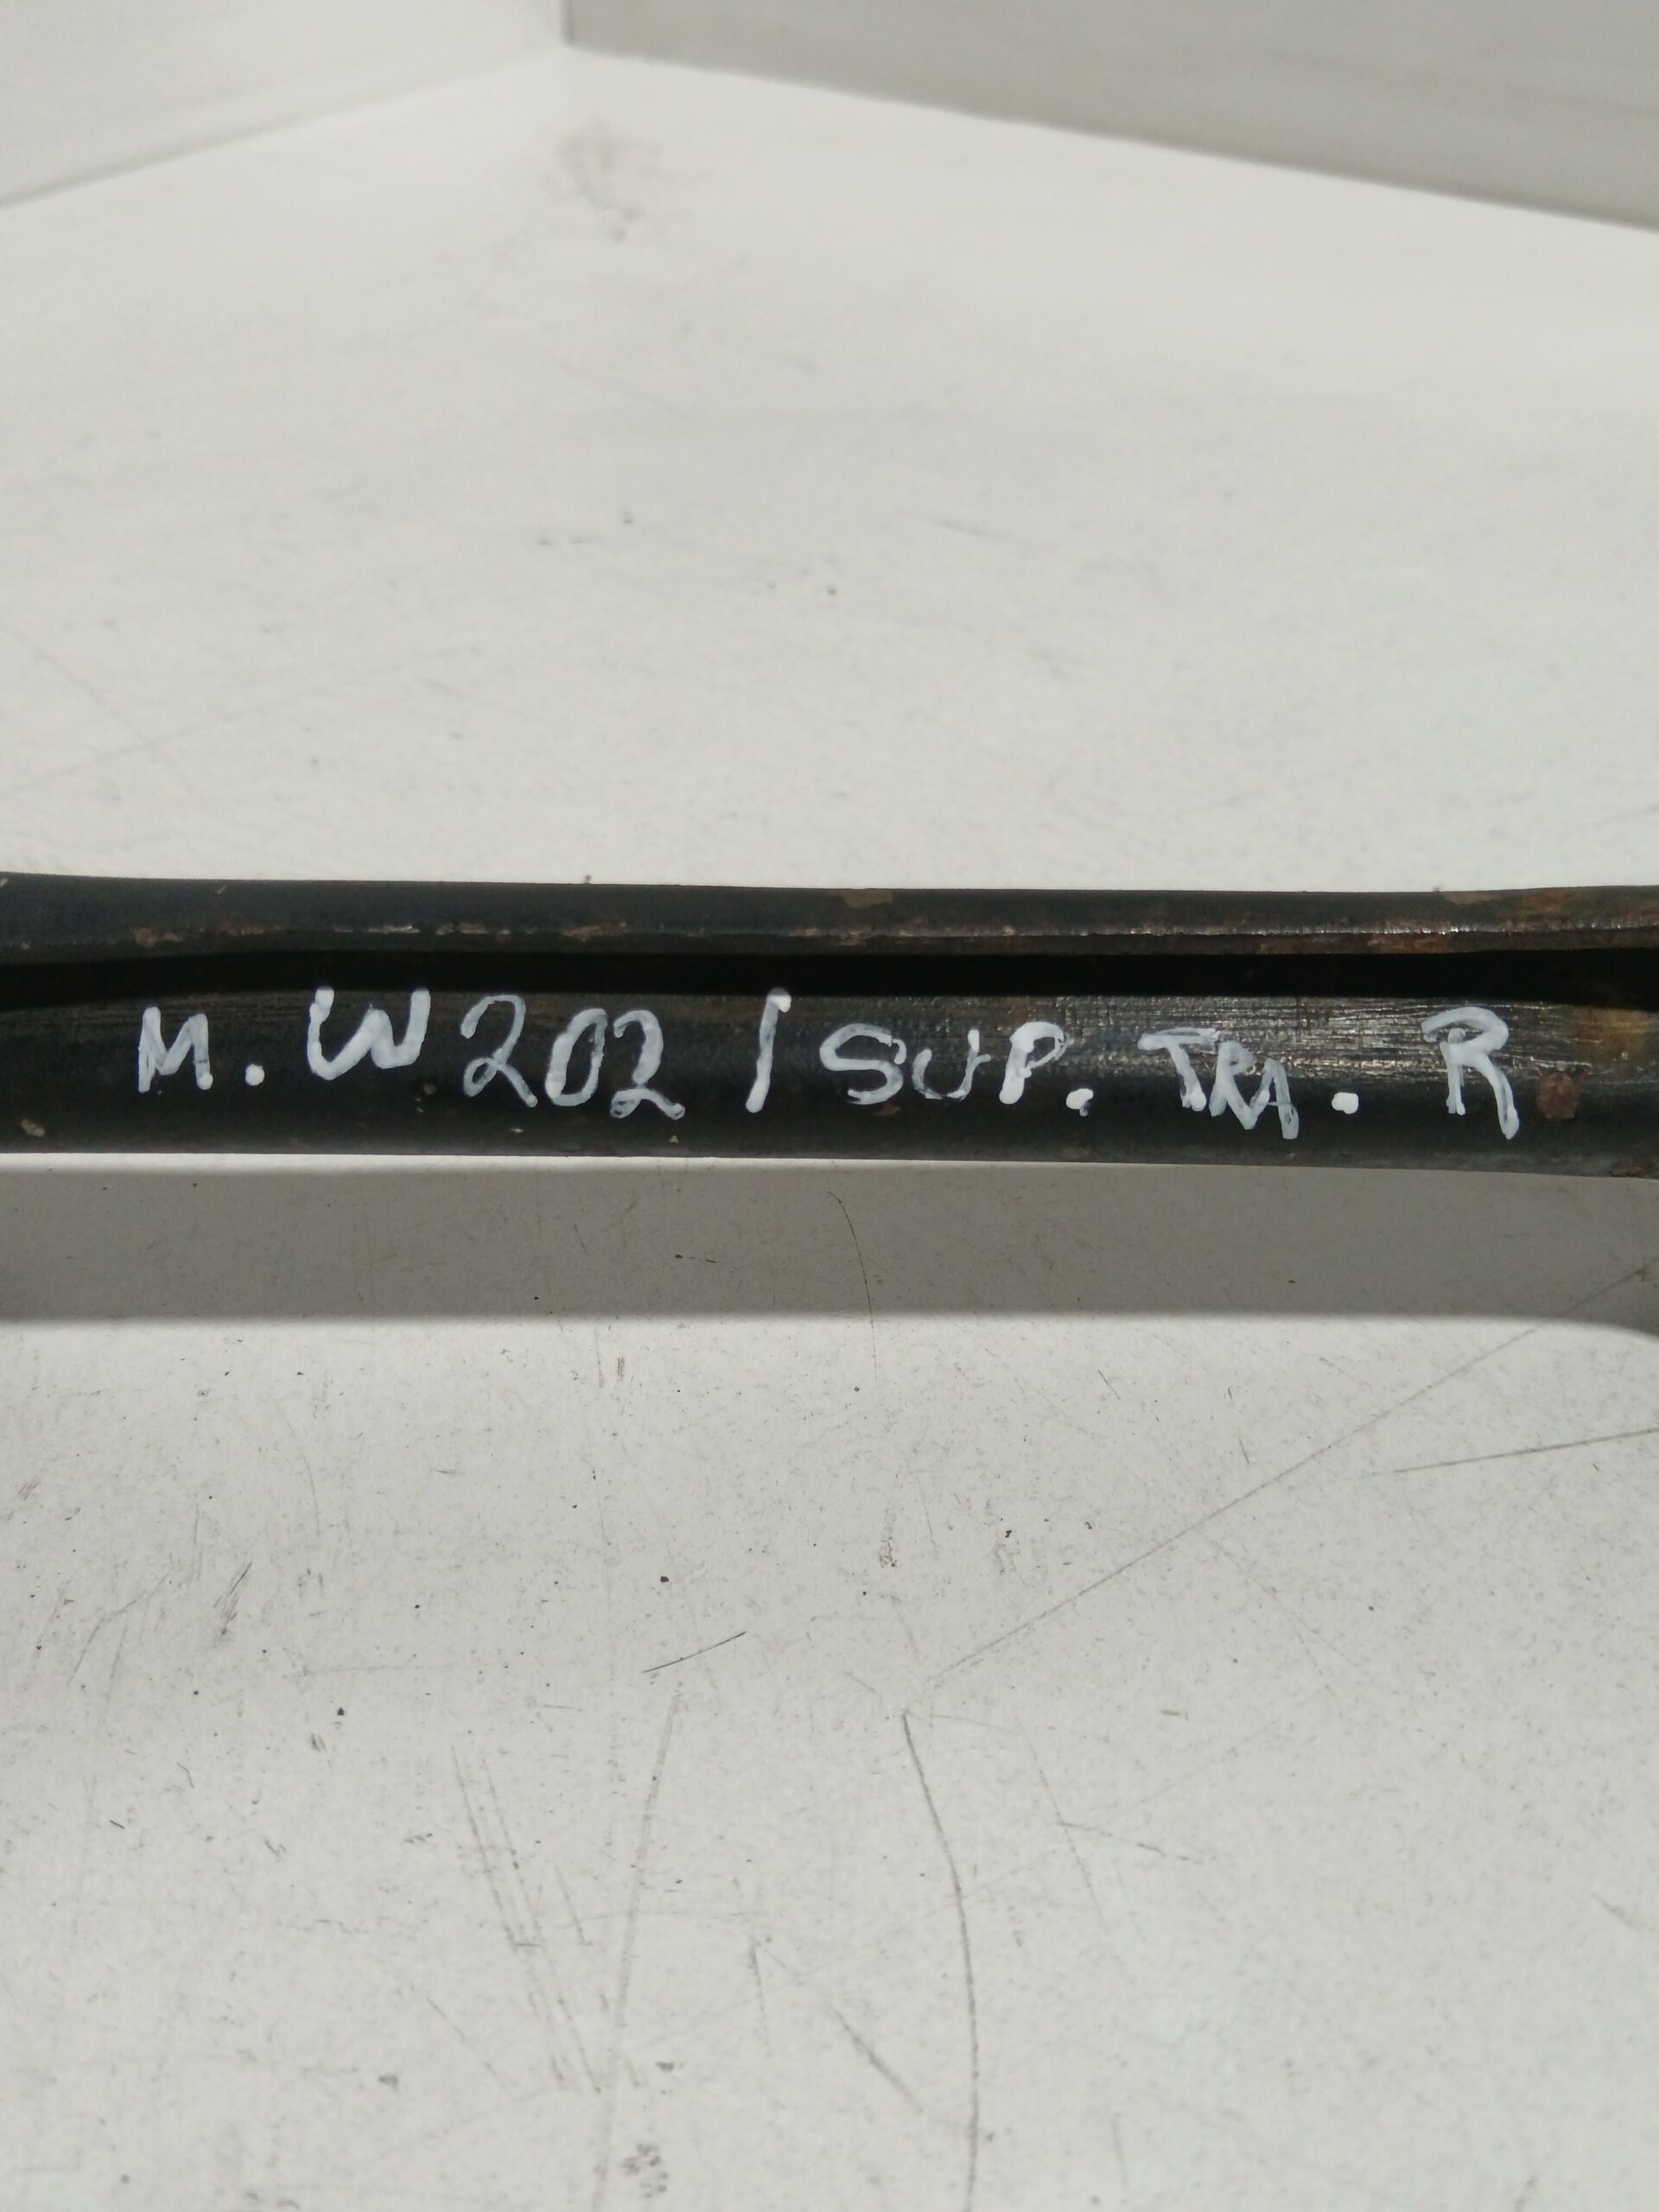 M. W202 / SUP. TRA. R